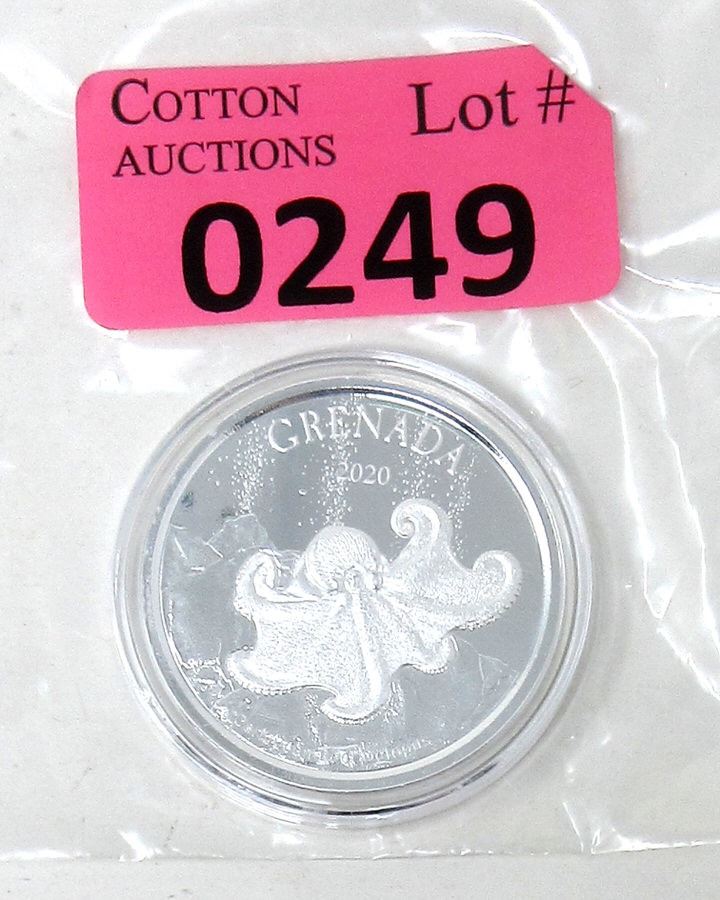 COTTON
AUCTIONS
Lot #
0249
GRENADA
2020